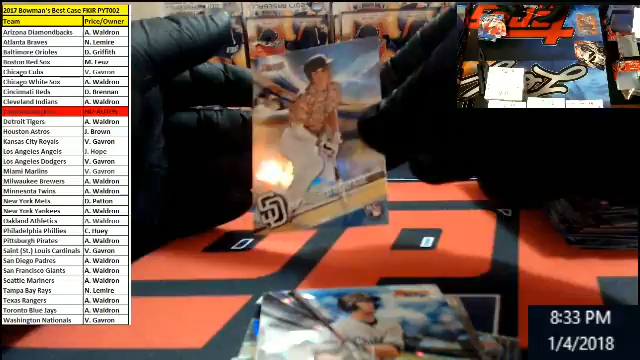 2017 Bowman's Best Case FKIR PYT002
Team Price/Owner
Arizona Diamondbacks A. Waldron
Atlanta Braves N. Lemire
Baltimore Orioles D. Griffith
Boston Red Sox M. Feuz
Chicago Cubs V. Gavron
Chicago White Sox A. Waldron
Cincinnati Reds D. Brennan
Cleveland Indians A. Waldron
Detroit Tigers A. Waldron
Houston Astros J. Brown
Kansas City Royals V. Gavron
Los Angeles Angels J. Hope
Los Angeles Dodgers V. Gavron
Miami Marlins V. Gavron
Milwaukee Brewers A. Waldron
Minnesota Twins A. Waldron
New York Mets D. Patton
New York Yankees A. Waldron
Oakland Athletics A. Waldron
Philadelphia Phillies C. Huey
Pittsburgh Pirates A. Waldron
Saint (St.) Louis Cardinals V. Gavron
San Diego Padres A. Waldron
San Francisco Giants A. Waldron
Seattle Mariners A. Waldron
Tampa Bay Rays N. Lemire
Texas Rangers A. Waldron
Toronto Blue Jays A. Waldron
Washington Nationals V. Gavron
SD
8:33 PM
1/4/2018